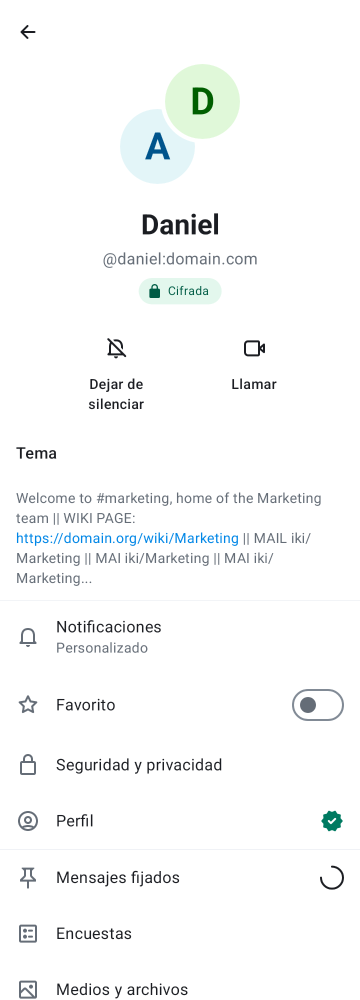 D
A
Daniel
@daniel:domain.com
Cifrada
Dejar de
silenciar
Llamar
Tema
Welcome to #marketing, home of the Marketing
team || WIKI PAGE:
https://domain.org/wiki/Marketing || MAIL iki/
Marketing || MAI iki/Marketing || MAI iki/
Marketing...
Notificaciones
Personalizado
Favorito
Seguridad y privacidad
Perfil
Mensajes fijados
Encuestas
Medios y archivos